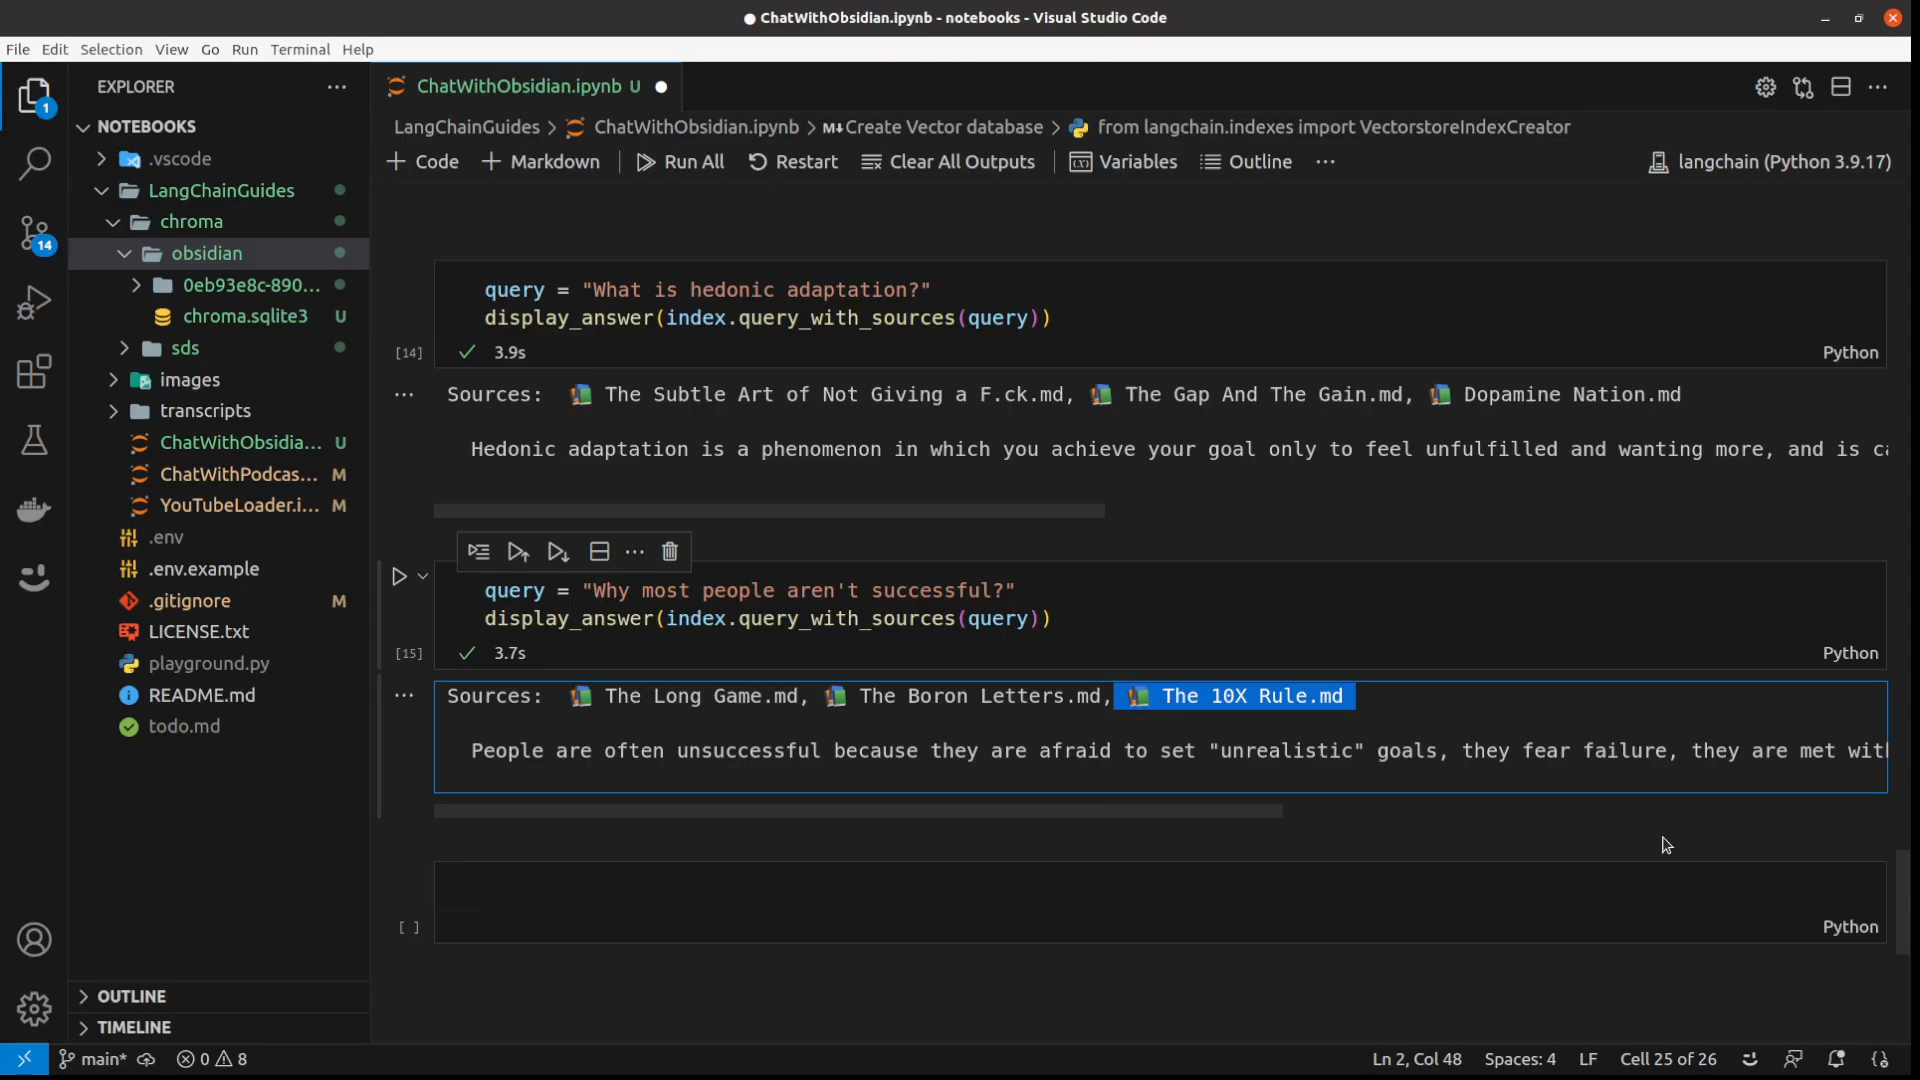 ChatWithObsidian.ipynb - notebooks - Visual Studio Code
File Edit Selection View Go Run Terminal Help
EXPLORER
1
14
NOTEBOOKS
.vscode
LangChainGuides
chroma
obsidian
0eb93e8c-890...
chroma.sqlite3 U
sds
images
transcripts
ChatWithObsidia... U
ChatWithPodcas... M
YouTubeLoader.i... M
.env
.env.example
.gitignore M
LICENSE.txt
playground.py
README.md
todo.md
OUTLINE
TIMELINE
ChatWithObsidian.ipynb U
LangChainGuides > ChatWithObsidian.ipynb > M↓Create Vector database > from langchain.indexes import VectorstoreIndexCreator
+ Code + Markdown Run All Restart Clear All Outputs Variables Outline ... langchain (Python 3.9.17)
query = "What is hedonic adaptation?"
display_answer(index.query_with_sources(query))
[14] ✓ 3.9s Python
... Sources: 📚 The Subtle Art of Not Giving a F.ck.md, 📚 The Gap And The Gain.md, 📚 Dopamine Nation.md
Hedonic adaptation is a phenomenon in which you achieve your goal only to feel unfulfilled and wanting more, and is
query = "Why most people aren't successful?"
display_answer(index.query_with_sources(query))
[15] ✓ 3.7s Python
... Sources: 📚 The Long Game.md, 📚 The Boron Letters.md, 📚 The 10X Rule.md
People are often unsuccessful because they are afraid to set "unrealistic" goals, they fear failure, they are met
[ ] Python
main* 0 8 Ln 2, Col 48 Spaces: 4 LF Cell 25 of 26